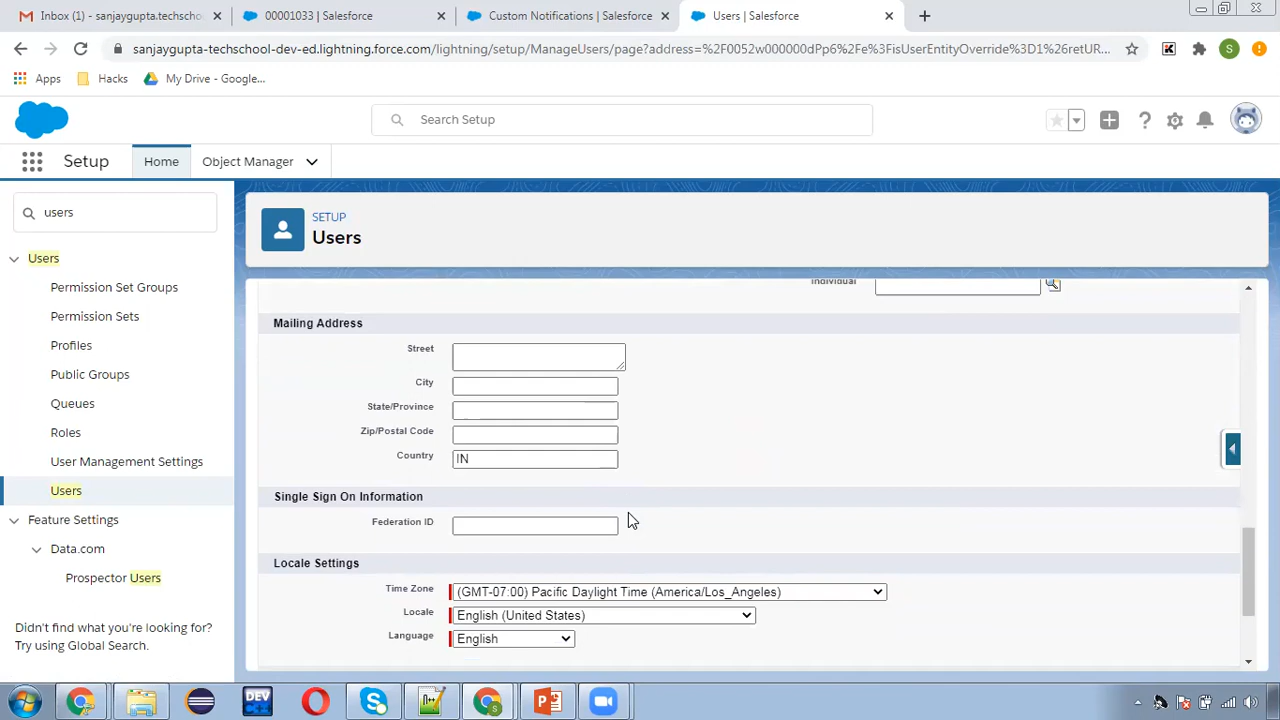 Inbox (1) - sanjaygupta.techscho
00001033 | Salesforce
Custom Notifications | Salesforce
Users | Salesforce
sanjaygupta-techschool-dev-ed.lightning.force.com/lightning/setup/ManageUsers/page?address=%2F0052w000000dPp6%2Fe%3FisUserEntityOverride%3D1%26retUR...
K
S
Apps
Hacks
My Drive - Google...
Search Setup
Setup
Home
Object Manager
users
SETUP
Users
Users
Permission Set Groups
Permission Sets
Profiles
Public Groups
Queues
Roles
User Management Settings
Users
Feature Settings
Data.com
Prospector Users
Didn't find what you're looking for?
Try using Global Search.
Individual
Mailing Address
Street
City
State/Province
Zip/Postal Code
Country
IN
Single Sign On Information
Federation ID
Locale Settings
Time Zone
(GMT-07:00) Pacific Daylight Time (America/Los_Angeles)
Locale
English (United States)
Language
English
DEV